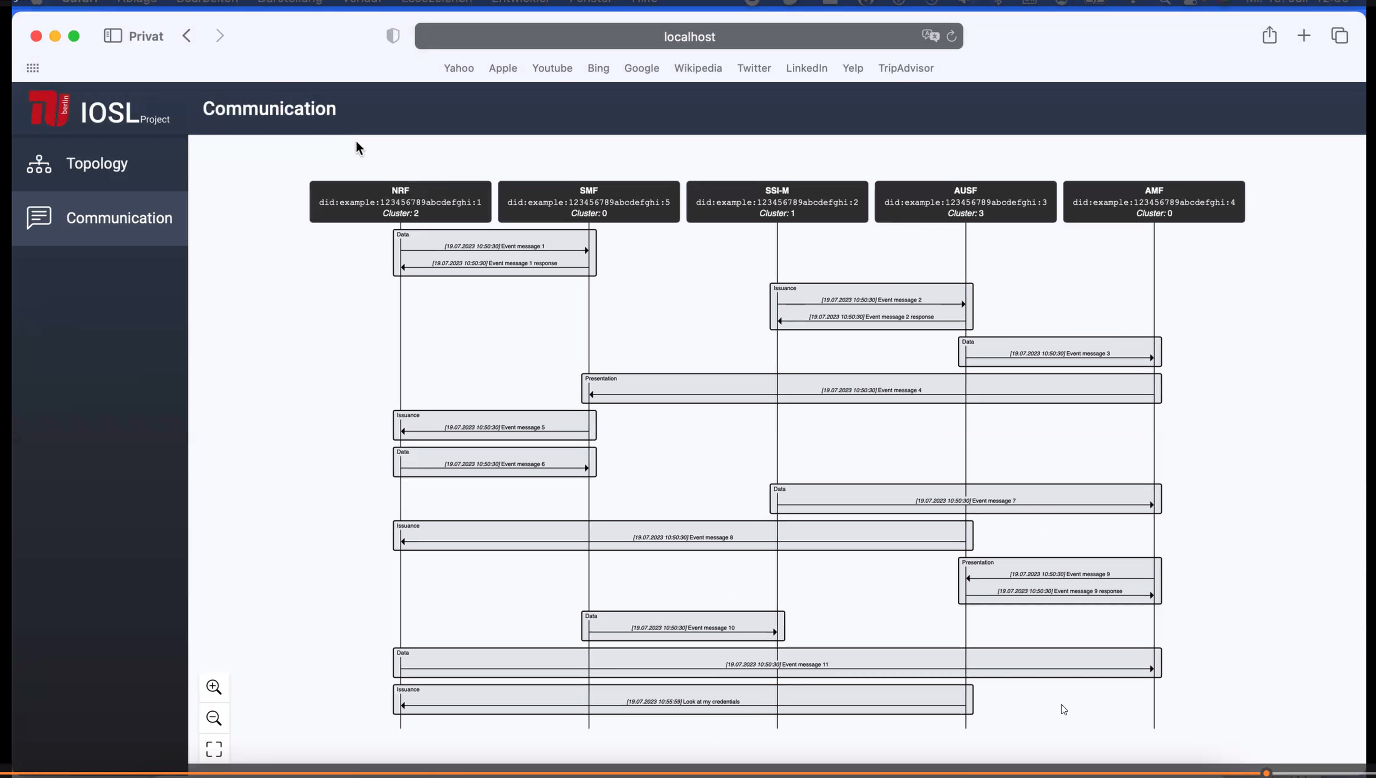 Privat
localhost
Yahoo Apple Youtube Bing Google Wikipedia Twitter LinkedIn Yelp TripAdvisor
berlin
IOSL Project
Communication
Topology
Communication
NRF
did:example:123456789abcdefghi:1
Cluster: 2
SMF
did:example:123456789abcdefghi:5
Cluster: 0
SSI-M
did:example:123456789abcdefghi:2
Cluster: 1
AUSF
did:example:123456789abcdefghi:3
Cluster: 3
AMF
did:example:123456789abcdefghi:4
Cluster: 0
Data
[19.07.2023 10:50:30] Event message 1
[19.07.2023 10:50:30] Event message 1 response
Issuance
[19.07.2023 10:50:30] Event message 2
[19.07.2023 10:50:30] Event message 2 response
Data
[19.07.2023 10:50:30] Event message 3
Presentation
[19.07.2023 10:50:30] Event message 4
Issuance
[19.07.2023 10:50:30] Event message 5
Data
[19.07.2023 10:50:30] Event message 6
Data
[19.07.2023 10:50:30] Event message 7
Issuance
[19.07.2023 10:50:30] Event message 8
Presentation
[19.07.2023 10:50:30] Event message 9
[19.07.2023 10:50:30] Event message 9 response
Data
[19.07.2023 10:50:30] Event message 10
Data
[19.07.2023 10:50:30] Event message 11
Issuance
[19.07.2023 10:55:59] Look at my credentials